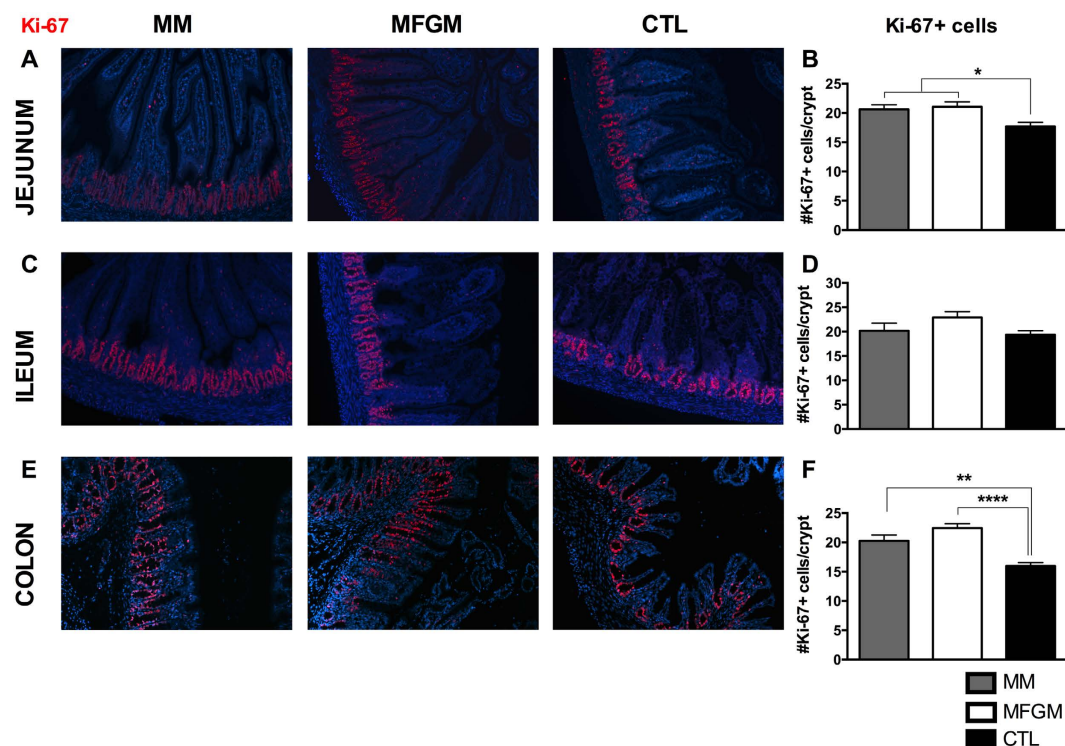 Ki-67 MM MFGM CTL Ki-67+ cells
A
JEJUNUM
B
#Ki-67+ cells/crypt
25
20
15
10
5
0
*
C
ILEUM
D
#Ki-67+ cells/crypt
30
25
20
15
10
5
0
E
COLON
F
#Ki-67+ cells/crypt
25
20
15
10
5
0
**
****
MM
MFGM
CTL